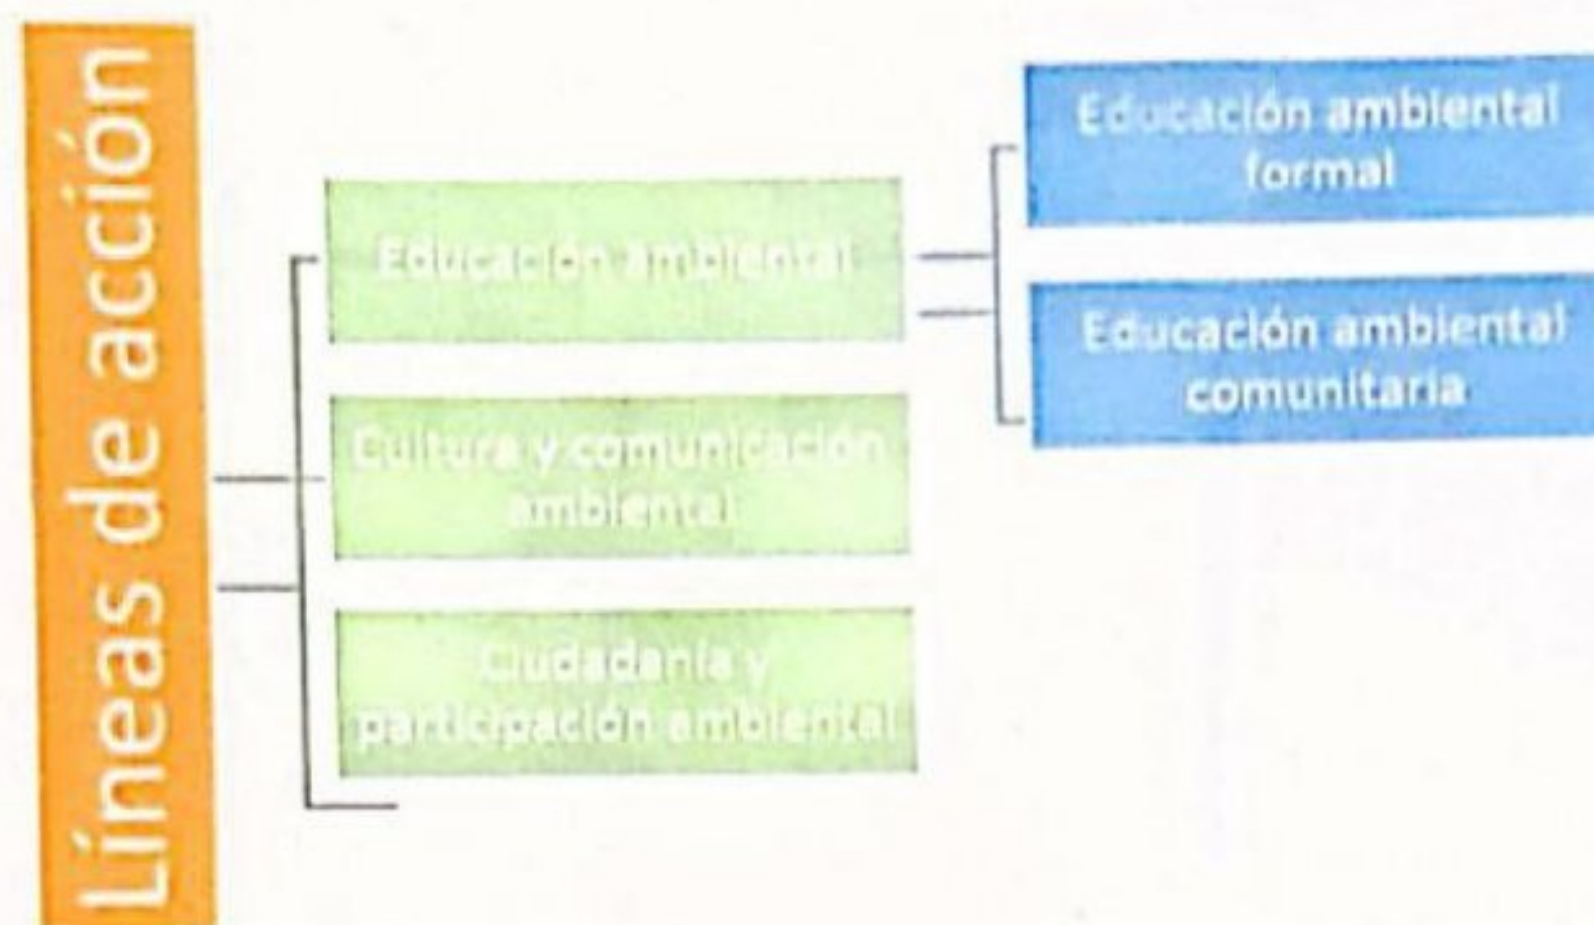 Líneas de acción
Educación ambiental
Cultura y comunicación
ambiental
Ciudadanía y
participación ambiental
Educación ambiental
formal
Educación ambiental
comunitaria